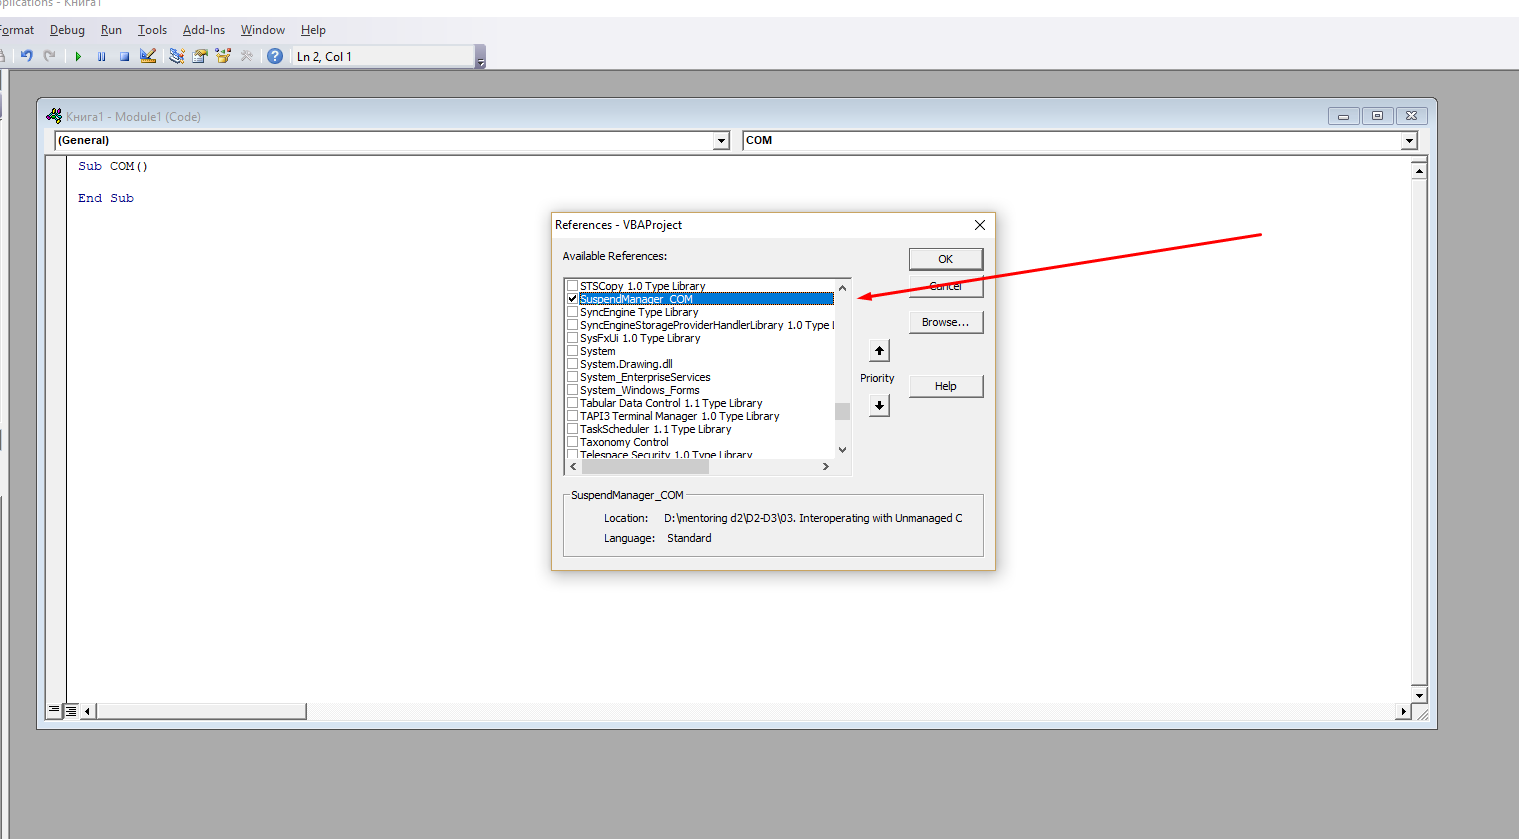 plications - Книга1
Format Debug Run Tools Add-Ins Window Help
Ln 2, Col 1
Книга1 - Module1 (Code)
(General) COM
Sub COM()
End Sub
References - VBAProject
Available References:
OK
Cancel
Browse...
Priority
Help
STSCopy 1.0 Type Library
SuspendManager_COM
SyncEngine Type Library
SyncEngineStorageProviderHandlerLibrary 1.0 Type l
SysFxUi 1.0 Type Library
System
System.Drawing.dll
System_EnterpriseServices
System_Windows_Forms
Tabular Data Control 1.1 Type Library
TAPI3 Terminal Manager 1.0 Type Library
TaskScheduler 1.1 Type Library
Taxonomy Control
Telespace Security 1.0 Type Library
SuspendManager_COM
Location: D:\mentoring d2\D2-D3\03. Interoperating with Unmanaged C
Language: Standard